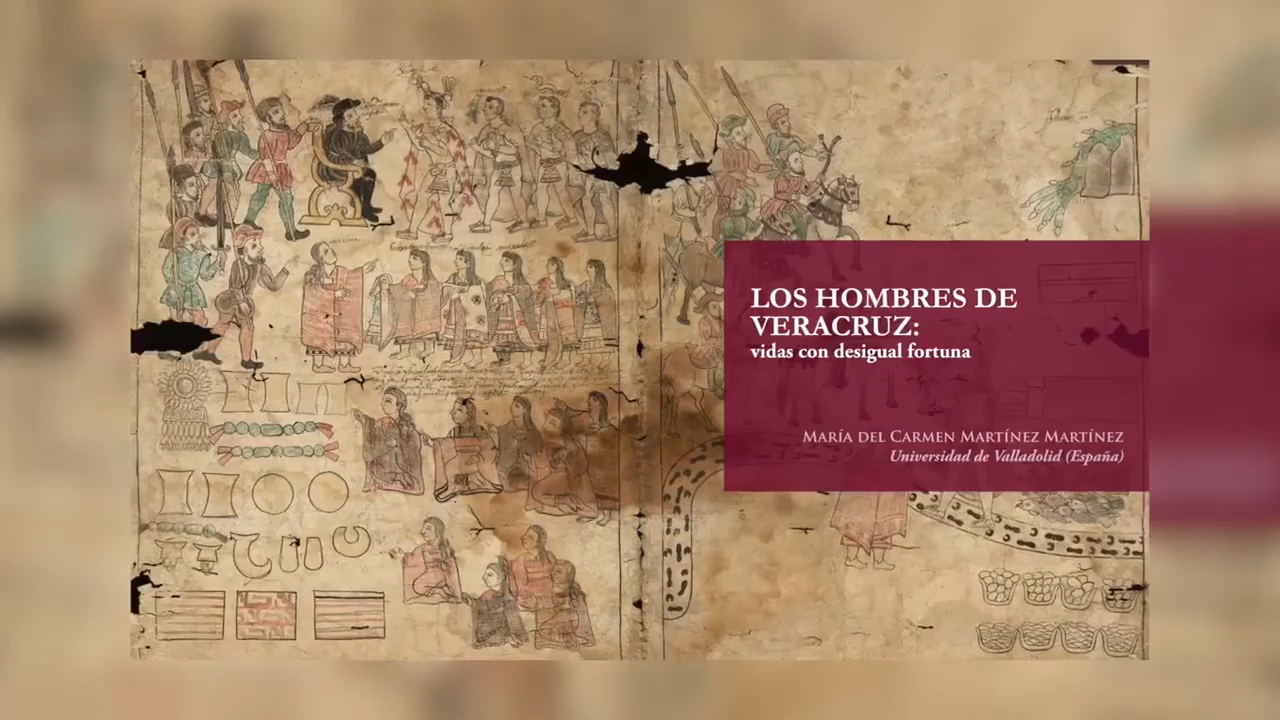 LOS HOMBRES DE
VERACRUZ:
vidas con desigual fortuna
MARÍA DEL CARMEN MARTÍNEZ MARTÍNEZ
Universidad de Valladolid (España)